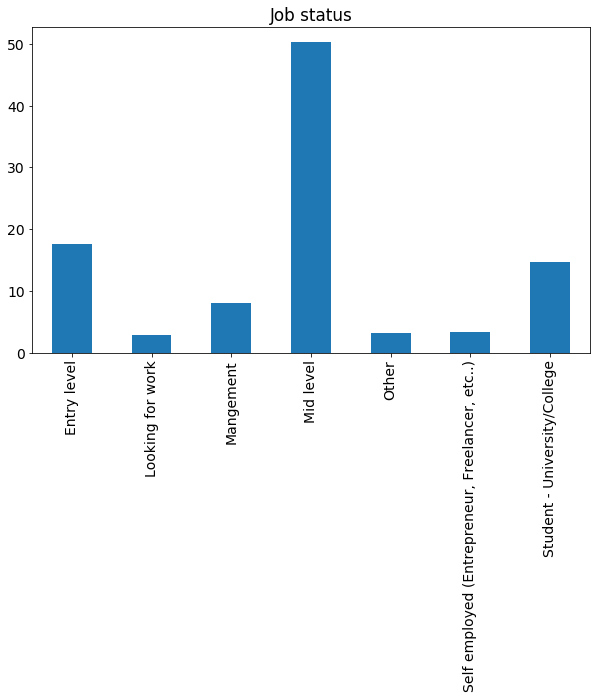 Job status
50
40
30
20
10
0
Entry level
Looking for work
Mangement
Mid level
Other
Self employed (Entrepreneur, Freelancer, etc..)
Student - University/College